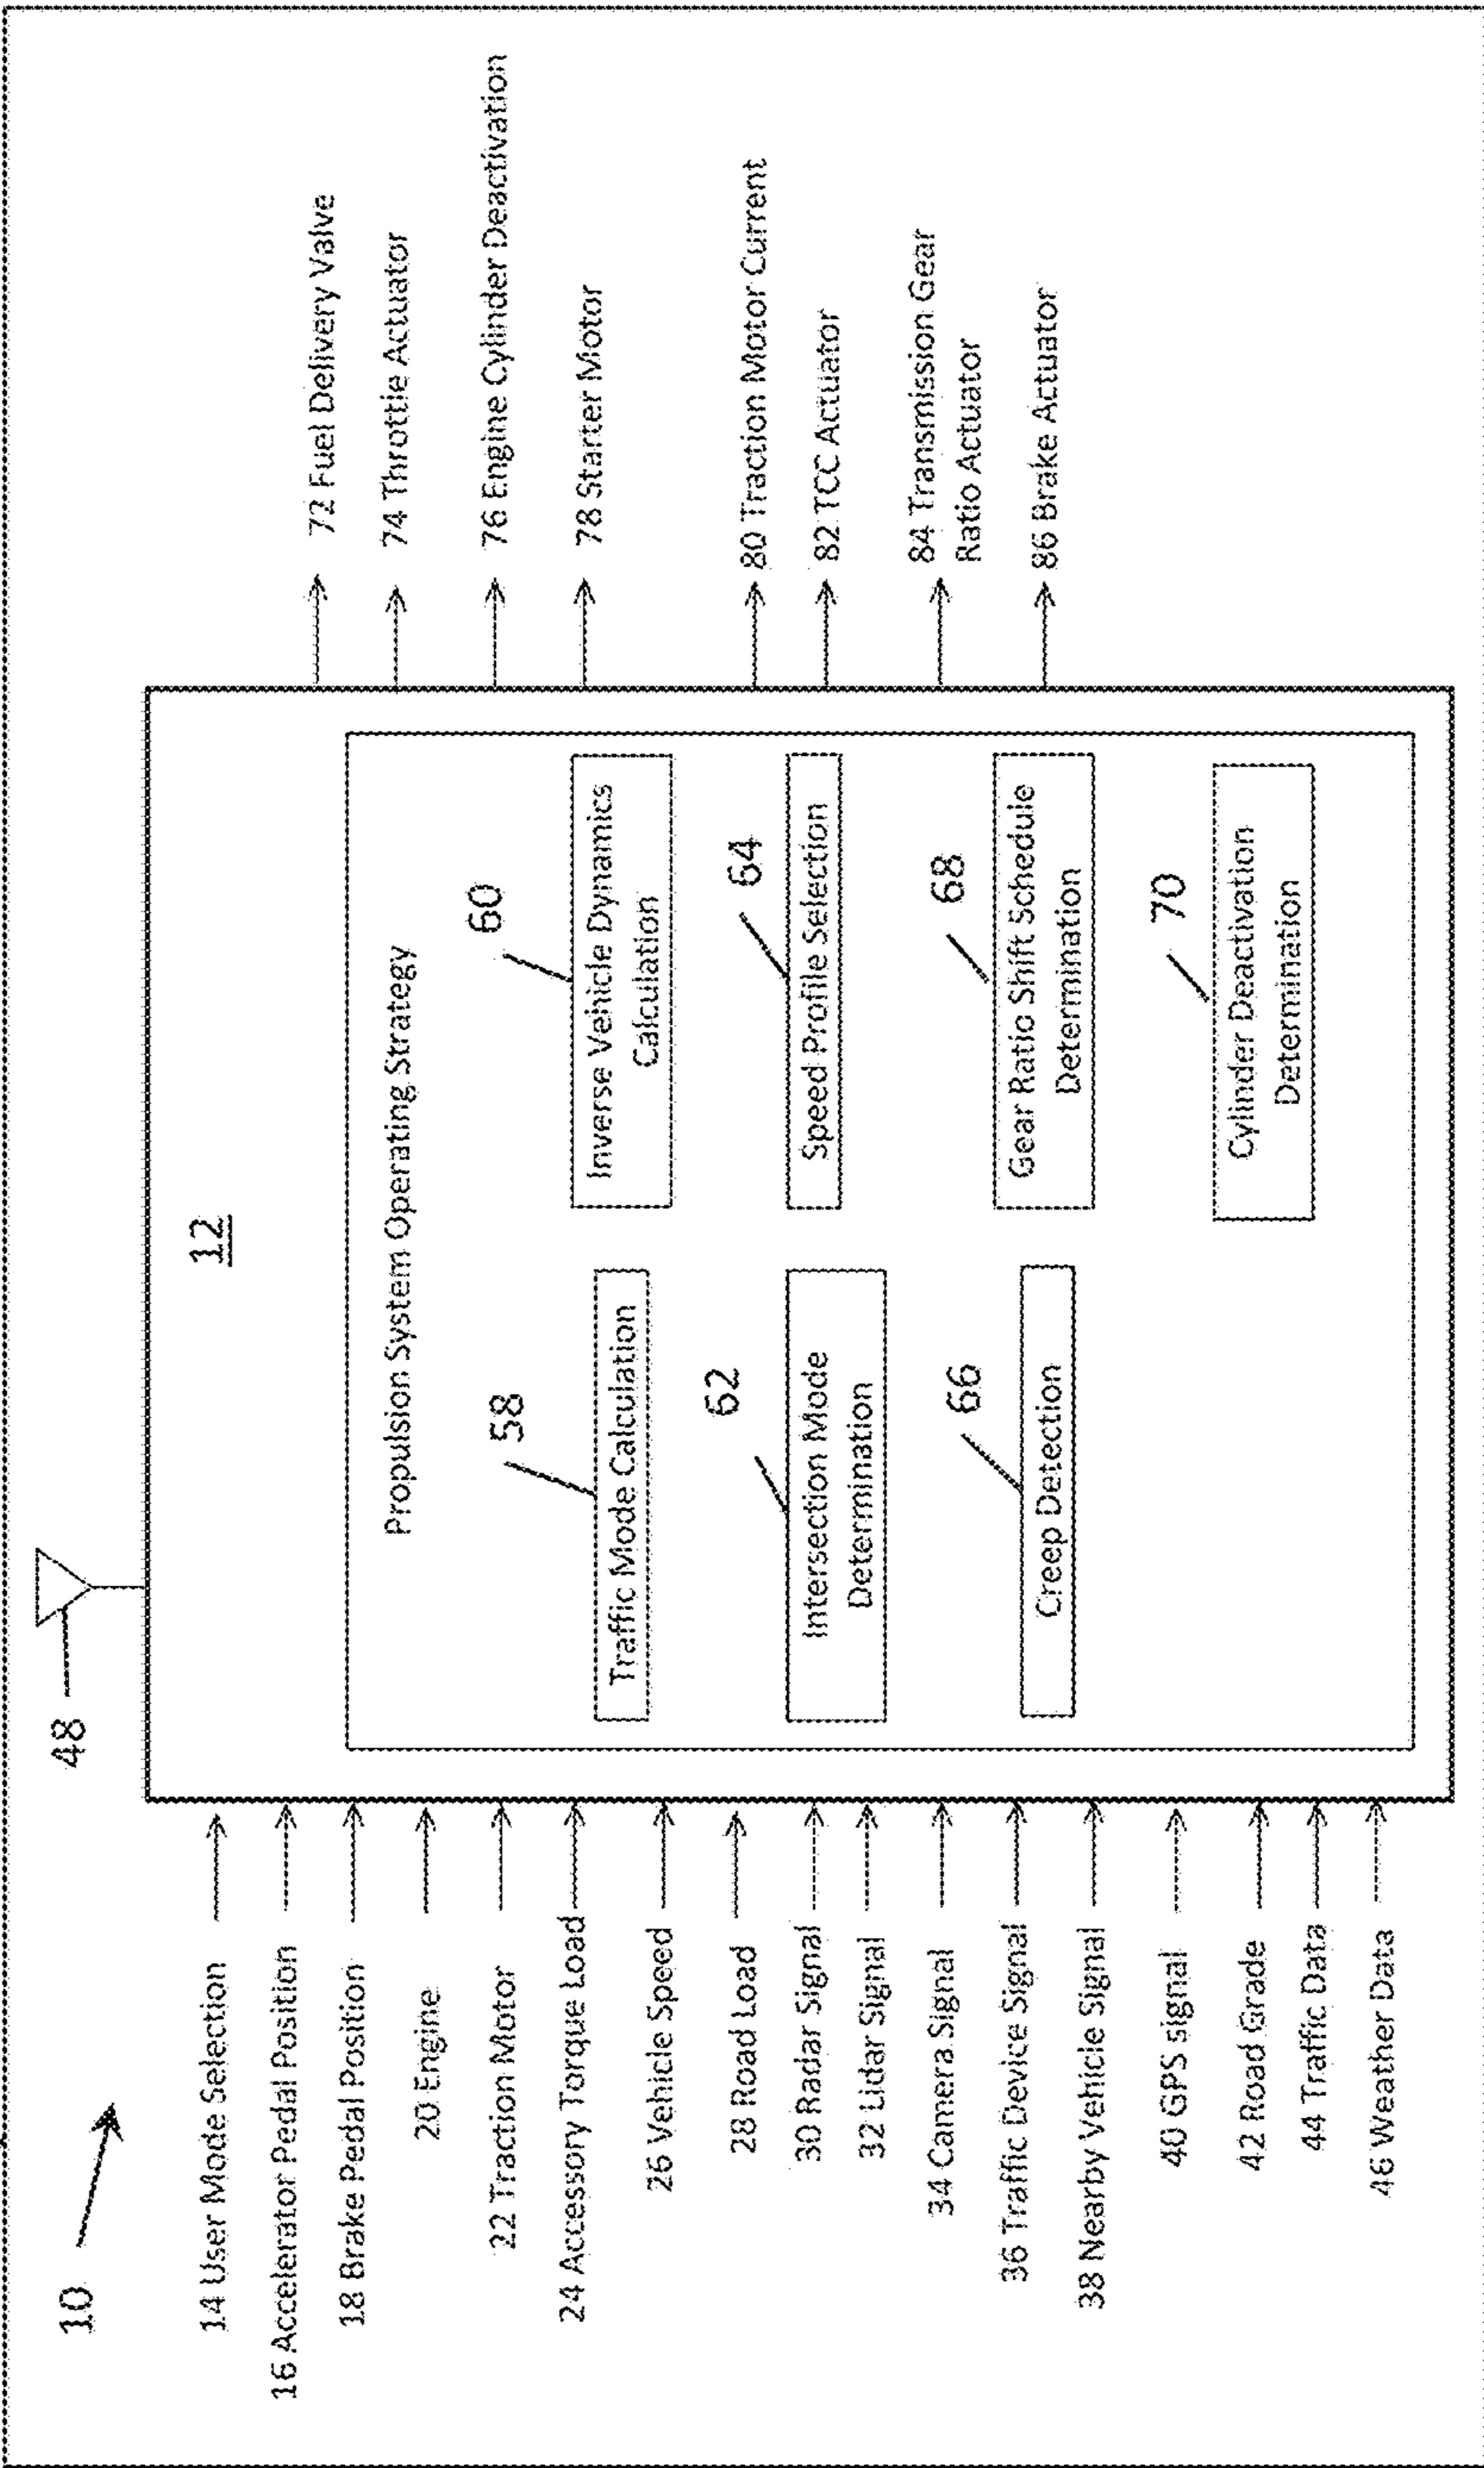 10
48
12
14 User Mode Selection
16 Accelerator Pedal Position
18 Brake Pedal Position
20 Engine
22 Traction Motor
24 Accessory Torque Load
26 Vehicle Speed
28 Road Load
30 Radar Signal
32 Lidar Signal
34 Camera Signal
36 Traffic Device Signal
38 Nearby Vehicle Signal
40 GPS signal
42 Road Grade
44 Traffic Data
46 Weather Data
Propulsion System Operating Strategy
58
Traffic Mode Calculation
60
Inverse Vehicle Dynamics
Calculation
62
Intersection Mode
Determination
64
Speed Profile Selection
66
Creep Detection
68
Gear Ratio Shift Schedule
Determination
70
Cylinder Deactivation
Determination
72 Fuel Delivery Valve
74 Throttle Actuator
76 Engine Cylinder Deactivation
78 Starter Motor
80 Traction Motor Current
82 TCC Actuator
84 Transmission Gear
Ratio Actuator
86 Brake Actuator